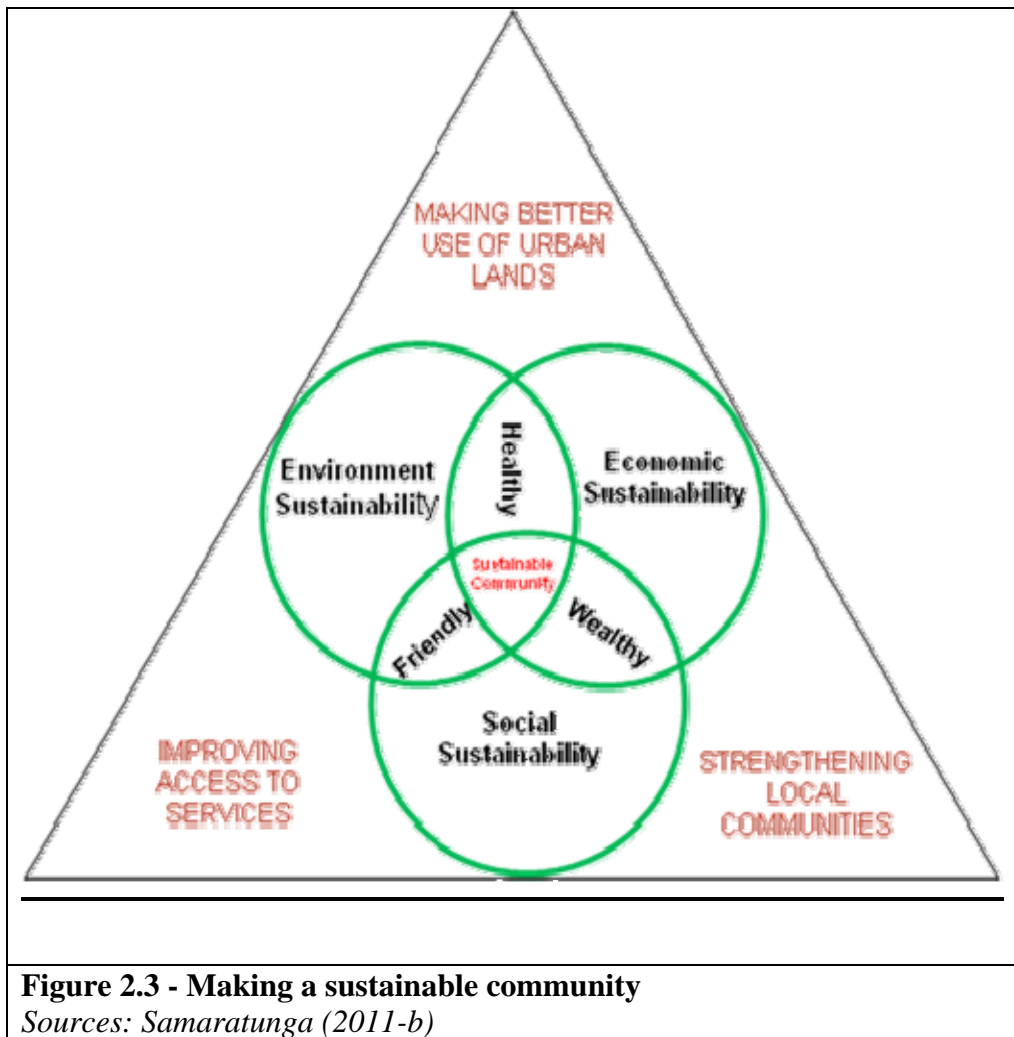 MAKING BETTER
USE OF URBAN
LANDS
Environment
Sustainability
Healthy
Economic
Sustainability
Sustainable
Community
Friendly
Wealthy
Social
Sustainability
IMPROVING
ACCESS TO
SERVICES
STRENGTHENING
LOCAL
COMMUNITIES
Figure 2.3 - Making a sustainable community
Sources: Samaratunga (2011-b)